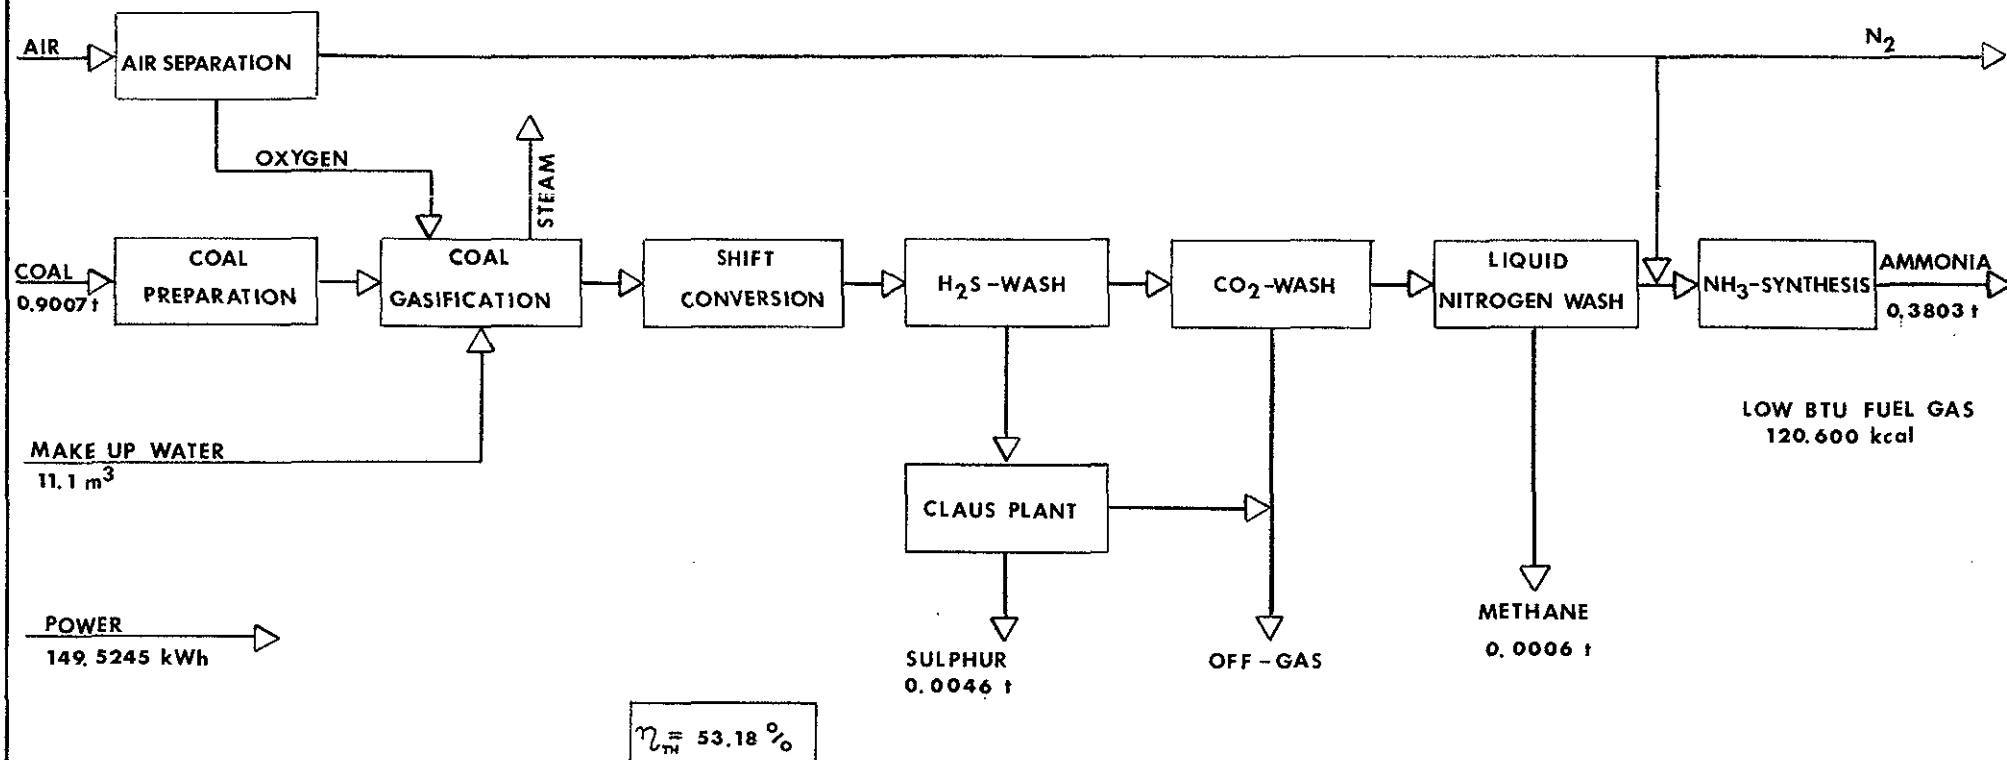 AIR
AIR SEPARATION
N2
OXYGEN
STEAM
COAL
0.9007 t
COAL
PREPARATION
COAL
GASIFICATION
SHIFT
CONVERSION
H2S-WASH
CO2-WASH
LIQUID
NITROGEN WASH
NH3-SYNTHESIS
AMMONIA
0.3803 t
LOW BTU FUEL GAS
120.600 kcal
MAKE UP WATER
11.1 m³
CLAUS PLANT
POWER
149.5245 kWh
SULPHUR
0.0046 t
OFF-GAS
METHANE
0.0006 t
ηTH = 53.18 %